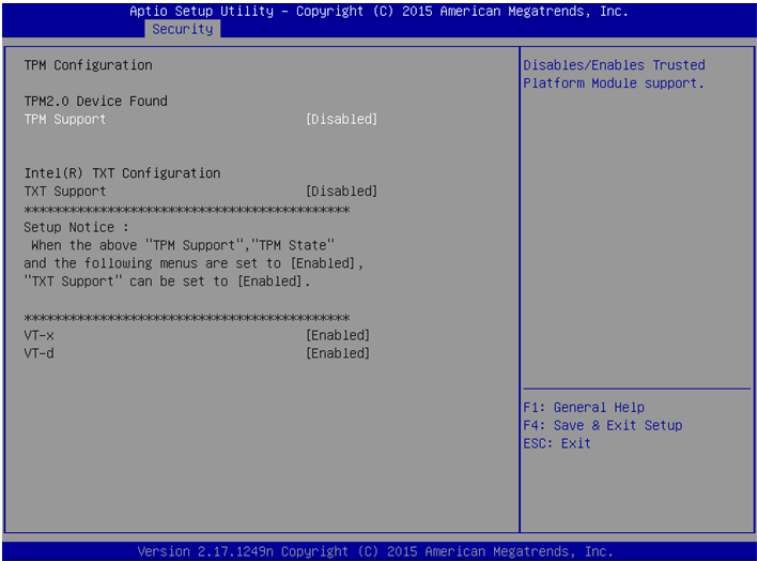 Aptio Setup Utility – Copyright (C) 2015 American Megatrends, Inc.
Security
TPM Configuration
TPM2.0 Device Found
TPM Support [Disabled]
Intel(R) TXT Configuration
TXT Support [Disabled]
*******************************************
Setup Notice :
When the above "TPM Support","TPM State"
and the following menus are set to [Enabled],
"TXT Support" can be set to [Enabled].
*******************************************
VT-x [Enabled]
VT-d [Enabled]
Disables/Enables Trusted
Platform Module support.
F1: General Help
F4: Save & Exit Setup
ESC: Exit
Version 2.17.1249n Copyright (C) 2015 American Megatrends, Inc.